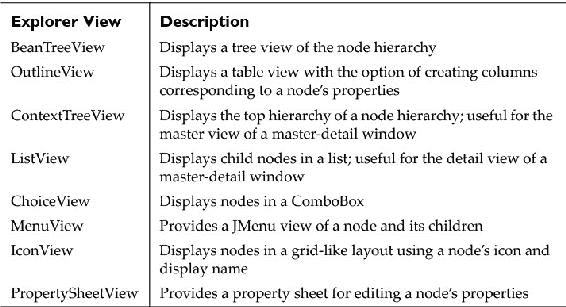 Explorer View Description
BeanTreeView Displays a tree view of the node hierarchy
OutlineView Displays a table view with the option of creating columns
corresponding to a node's properties
ContextTreeView Displays the top hierarchy of a node hierarchy; useful for the
master view of a master-detail window
ListView Displays child nodes in a list; useful for the detail view of a
master-detail window
ChoiceView Displays nodes in a ComboBox
MenuView Provides a JMenu view of a node and its children
IconView Displays nodes in a grid-like layout using a node's icon and
display name
PropertySheetView Provides a property sheet for editing a node's properties